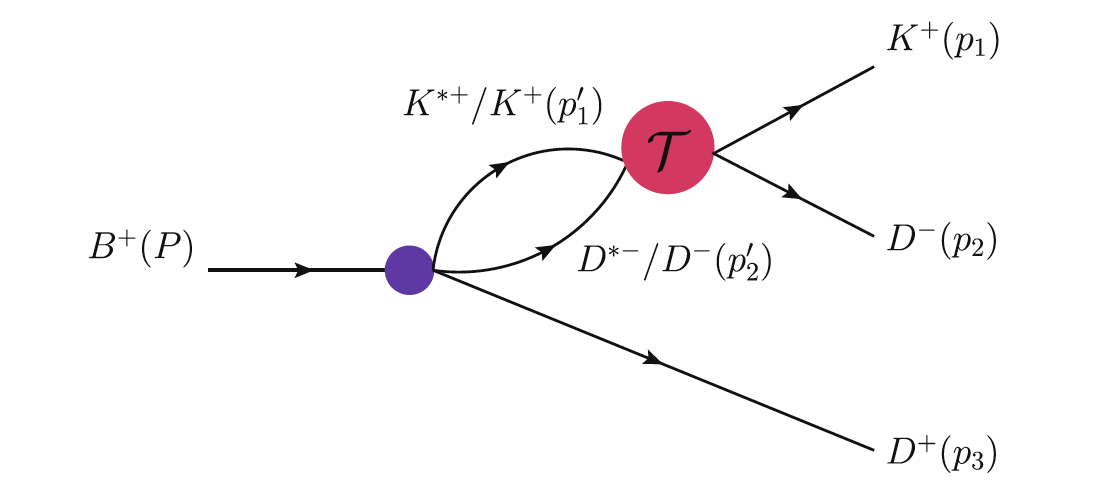 K⁺(p₁)
K*⁺/K⁺(p′₁)
𝒯
B⁺(P)
D⁻(p₂)
D*⁻/D⁻(p′₂)
D⁺(p₃)